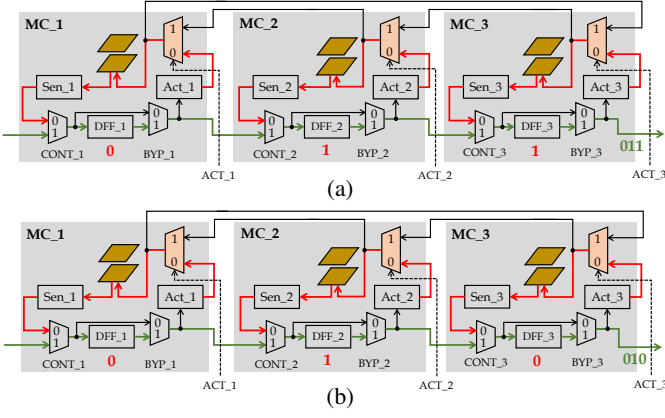 MC_1 MC_2 MC_3
1 1 1
0 0 0
Sen_1 Act_1 Sen_2 Act_2 Sen_3 Act_3
0 0 0 0 0 0
1 DFF_1 1 1 DFF_2 1 1 DFF_3 1
CONT_1 0 BYP_1 CONT_2 1 BYP_2 CONT_3 1 BYP_3 011
ACT_1 ACT_2 ACT_3
(a)
MC_1 MC_2 MC_3
1 1 1
0 0 0
Sen_1 Act_1 Sen_2 Act_2 Sen_3 Act_3
0 0 0 0 0 0
1 DFF_1 1 1 DFF_2 1 1 DFF_3 1
CONT_1 0 BYP_1 CONT_2 1 BYP_2 CONT_3 0 BYP_3 010
ACT_1 ACT_2 ACT_3
(b)